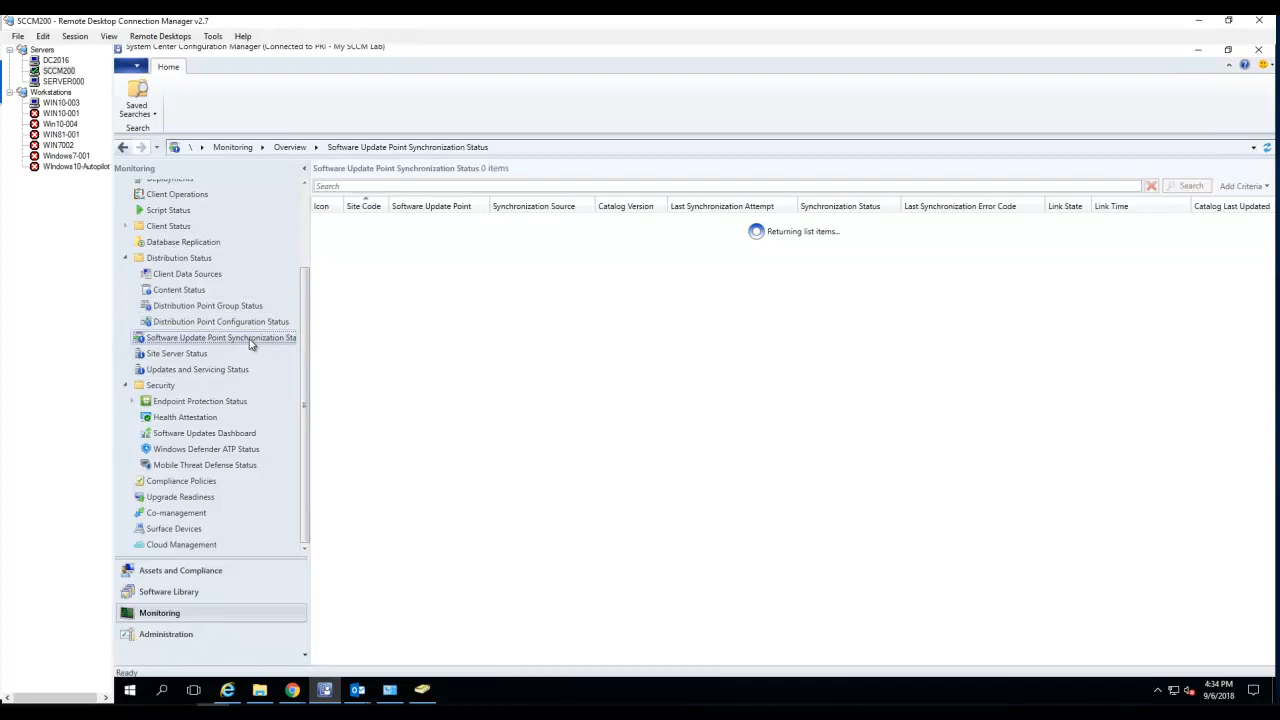 SCCM200 - Remote Desktop Connection Manager v2.7
File Edit Session View Remote Desktops Tools Help
Servers
DC2016
SCCM200
SERVER000
Workstations
WIN10-003
WIN10-001
Win10-004
WIN81-001
WIN7002
Windows7-001
Windows10-Autopilot
System Center Configuration Manager (Connected to PRI - My SCCM Lab)
Home
Saved
Searches
Search
\ Monitoring Overview Software Update Point Synchronization Status
Monitoring
Deployments
Client Operations
Script Status
Client Status
Database Replication
Distribution Status
Client Data Sources
Content Status
Distribution Point Group Status
Distribution Point Configuration Status
Software Update Point Synchronization Sta
Site Server Status
Updates and Servicing Status
Security
Endpoint Protection Status
Health Attestation
Software Updates Dashboard
Windows Defender ATP Status
Mobile Threat Defense Status
Compliance Policies
Upgrade Readiness
Co-management
Surface Devices
Cloud Management
Assets and Compliance
Software Library
Monitoring
Administration
Software Update Point Synchronization Status 0 items
Search Search Add Criteria
Icon Site Code Software Update Point Synchronization Source Catalog Version Last Synchronization Attempt Synchronization Status Last Synchronization Error Code Link State Link Time Catalog Last Updated
Returning list items...
Ready
4:34 PM
9/6/2018